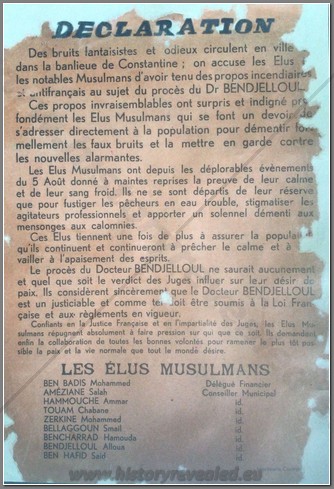 DECLARATION
Des bruits fantaisistes et odieux circulent en ville
dans la banlieue de Constantine ; on accuse les Elus
les notables Musulmans d'avoir tenu des propos incendiaires
antifrançais au sujet du procès du Dr BENDJELLOUL.
Ces propos invraisemblables ont surpris et indigné pro
fondément les Elus Musulmans qui se font un devoir de
s'adresser directement à la population pour démentir for
mellement les faux bruits et la mettre en garde contre
les nouvelles alarmantes.
Les Elus Musulmans ont depuis les déplorables évènements
du 5 Août donné à maintes reprises la preuve de leur calme
et de leur sang froid. Ils ne se sont départis de leur réserve
que pour fustiger les pêcheurs en eau trouble, stigmatiser les
agitateurs professionnels et apporter un solennel démenti aux
mensonges aux calomnies.
Ces Elus tiennent une fois de plus à assurer la population
qu'ils continuent et continueront à prêcher le calme et à
vailler à l'apaisement des esprits.
Le procès du Docteur BENDJELLOUL ne saurait aucunement
et quel que soit le verdict des Juges influer sur leur désir de
paix. Ils considèrent sincèrement que le Docteur BENDJELLOUL
est un justiciable et comme tel doit être soumis à la Loi Fran
çaise et aux règlements en vigueur.
Confiants en la Justice Française et en l'impartialité des Juges, les Elus Mu
sulmans répugnent absolument à faire pression sur qui que ce soit. Ils demandent
enfin la collaboration de toutes les bonnes volontés pour ramener le plus tôt pos
sible la paix et la vie normale que tout le monde désire.
LES ÉLUS MUSULMANS
BEN BADIS Mohammed Délégué Financier
AMÉZIANE Salah Conseiller Municipal
HAMMOUCHE Ammar id.
TOUAM Chabane id.
ZERKINE Mohammed id.
BELLAGGOUN Smaïl id.
BENCHARRAD Hamouda id.
BENDJELLOUL Alloua id.
BEN HAFID Saïd id.
www.historyrevealed.eu